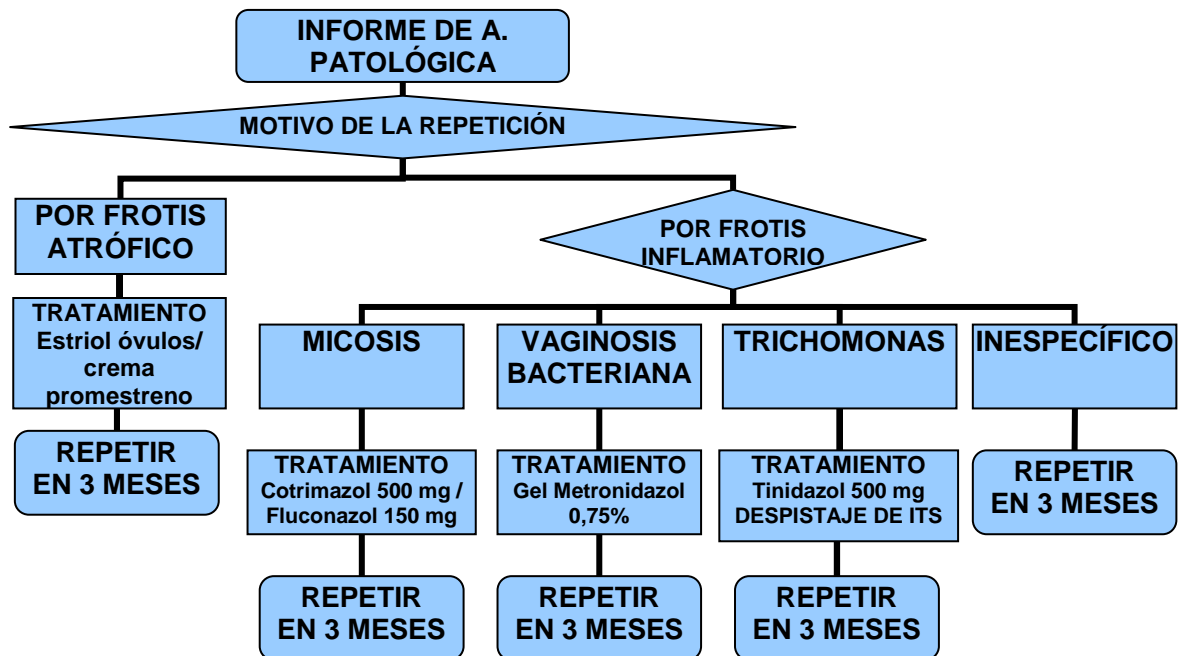 INFORME DE A.
PATOLÓGICA
MOTIVO DE LA REPETICIÓN
POR FROTIS
ATRÓFICO
POR FROTIS
INFLAMATORIO
TRATAMIENTO
Estriol óvulos/
crema
promestreno
MICOSIS
VAGINOSIS
BACTERIANA
TRICHOMONAS
INESPECÍFICO
REPETIR
EN 3 MESES
TRATAMIENTO
Cotrimazol 500 mg /
Fluconazol 150 mg
TRATAMIENTO
Gel Metronidazol
0,75%
TRATAMIENTO
Tinidazol 500 mg
DESPISTAJE DE ITS
REPETIR
EN 3 MESES
REPETIR
EN 3 MESES
REPETIR
EN 3 MESES
REPETIR
EN 3 MESES